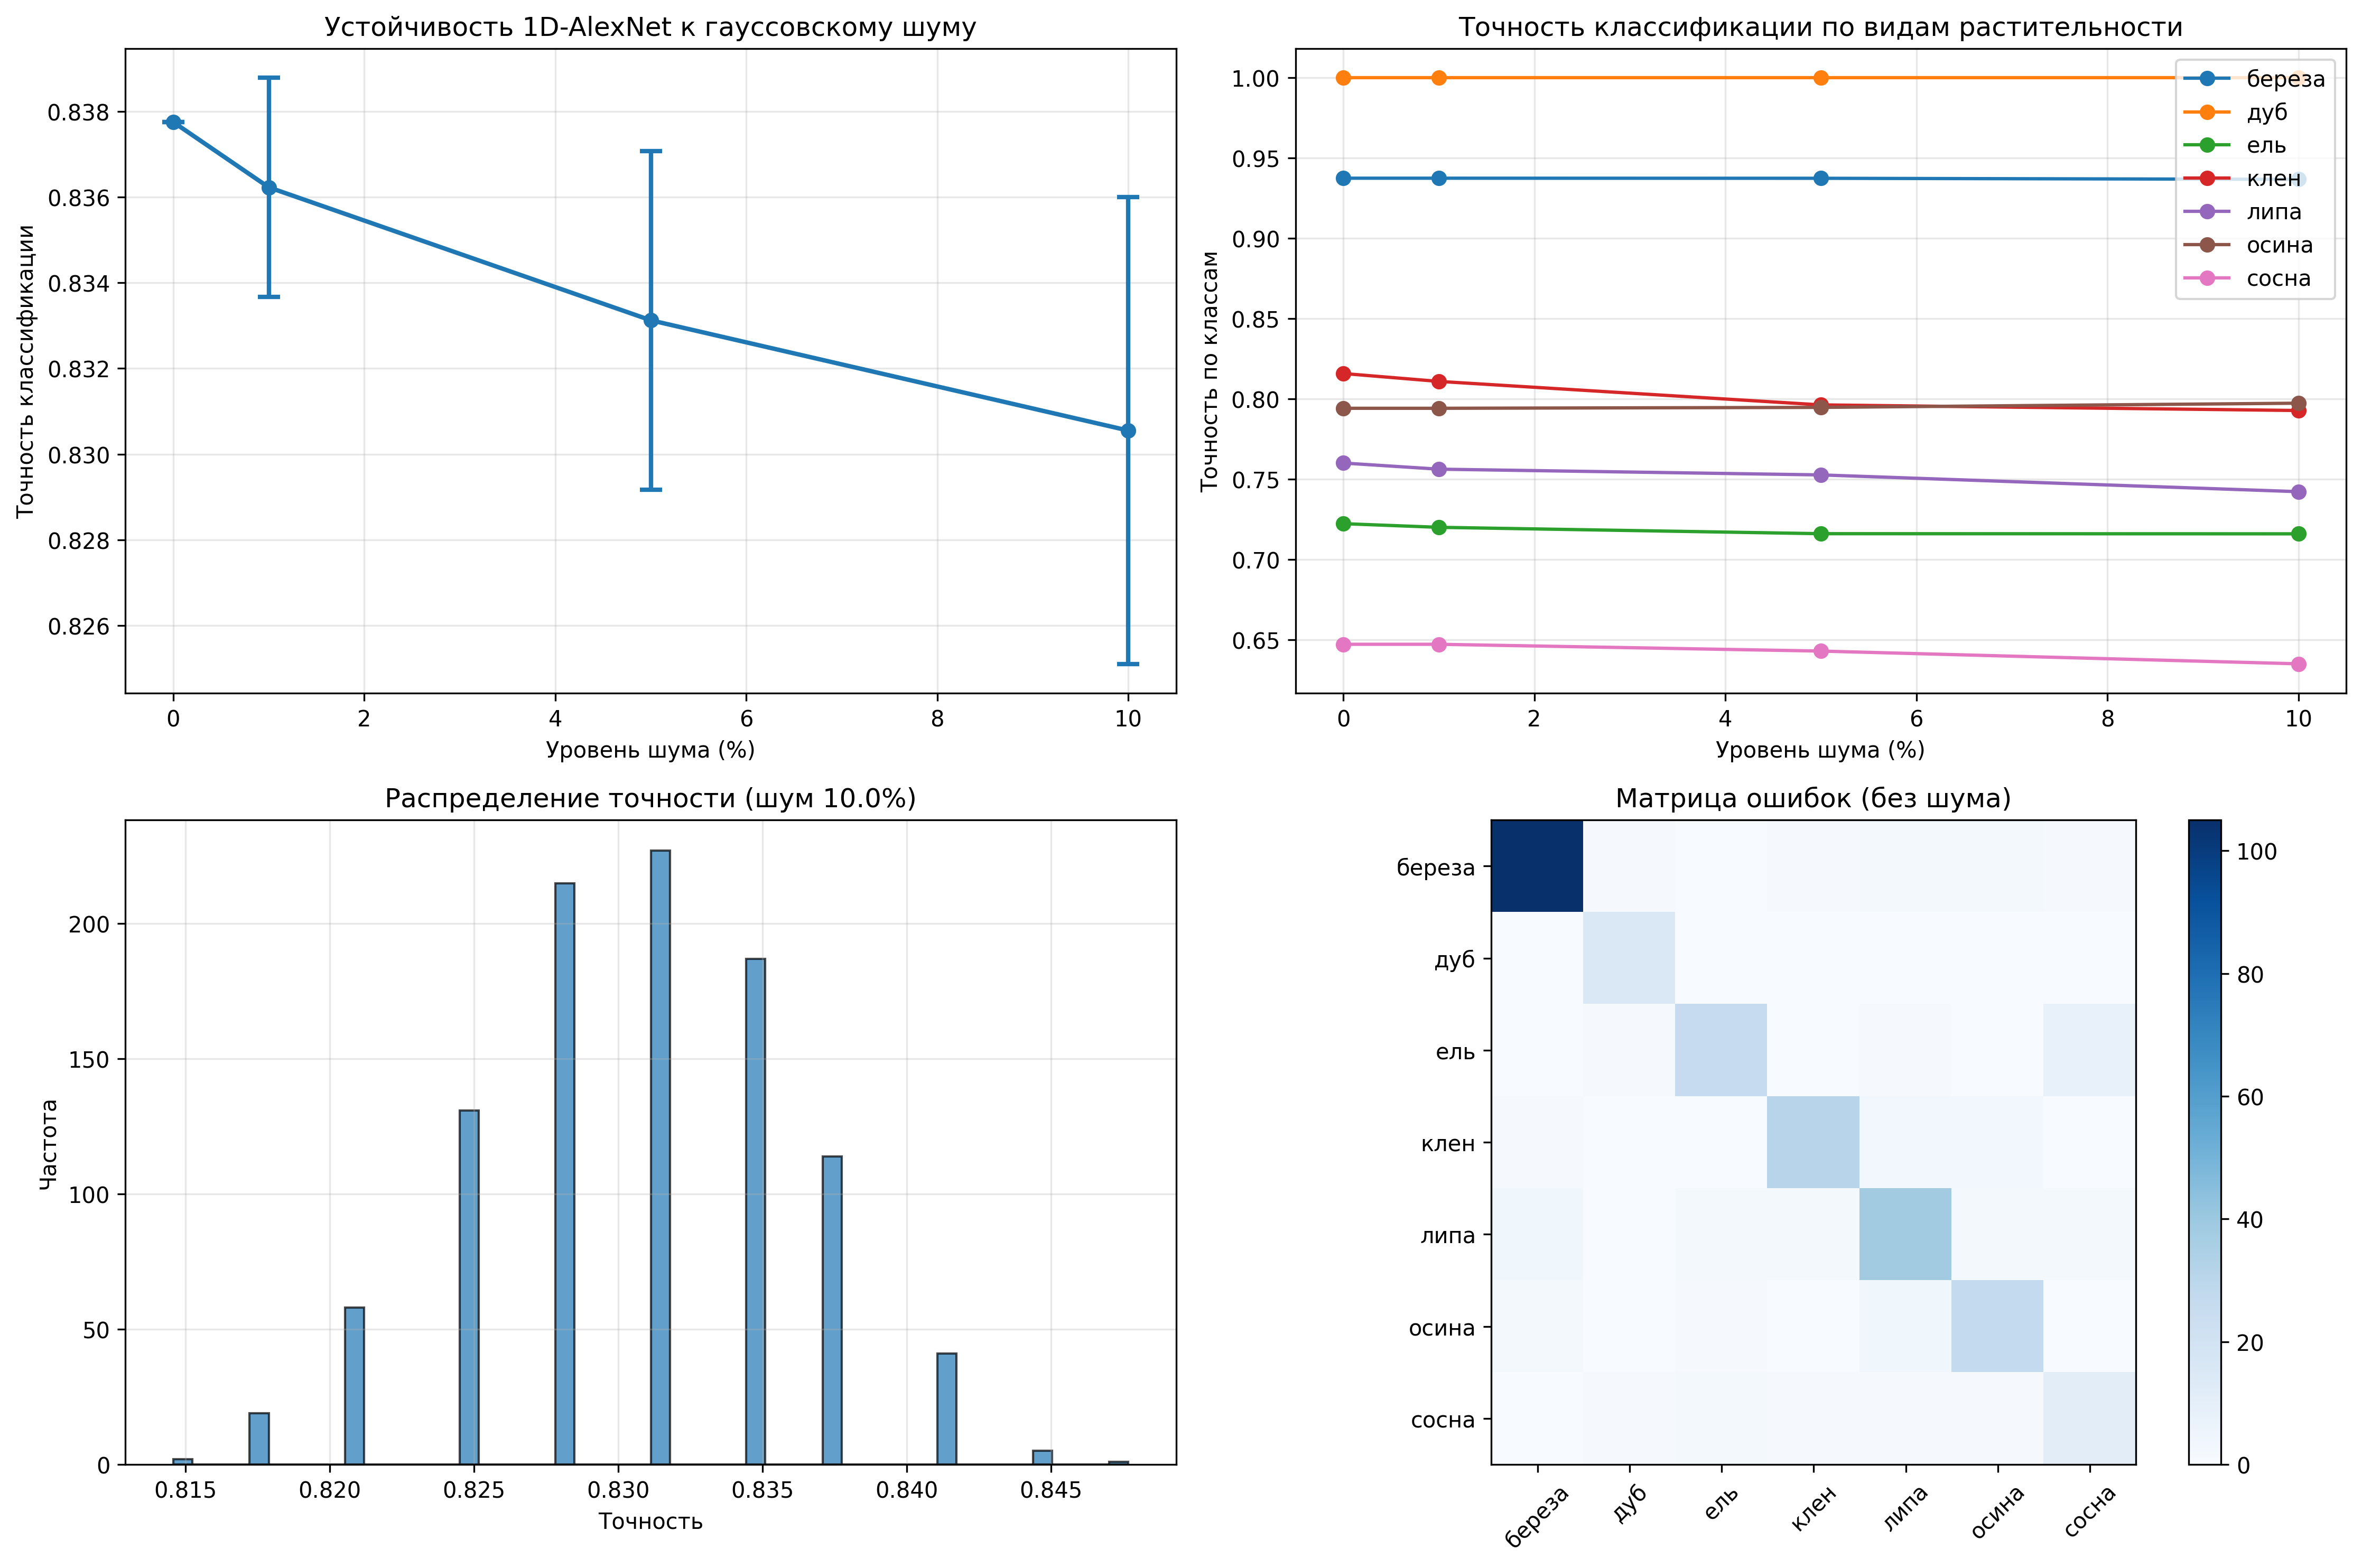 Устойчивость 1D-AlexNet к гауссовскому шуму
Точность классификации
0.838
0.836
0.834
0.832
0.830
0.828
0.826
0 2 4 6 8 10
Уровень шума (%)
Точность классификации по видам растительности
Точность по классам
1.00
0.95
0.90
0.85
0.80
0.75
0.70
0.65
береза
дуб
ель
клен
липа
осина
сосна
0 2 4 6 8 10
Уровень шума (%)
Распределение точности (шум 10.0%)
Частота
200
150
100
50
0
0.815 0.820 0.825 0.830 0.835 0.840 0.845
Точность
Матрица ошибок (без шума)
береза
дуб
ель
клен
липа
осина
сосна
береза дуб ель клен липа осина сосна
100
80
60
40
20
0